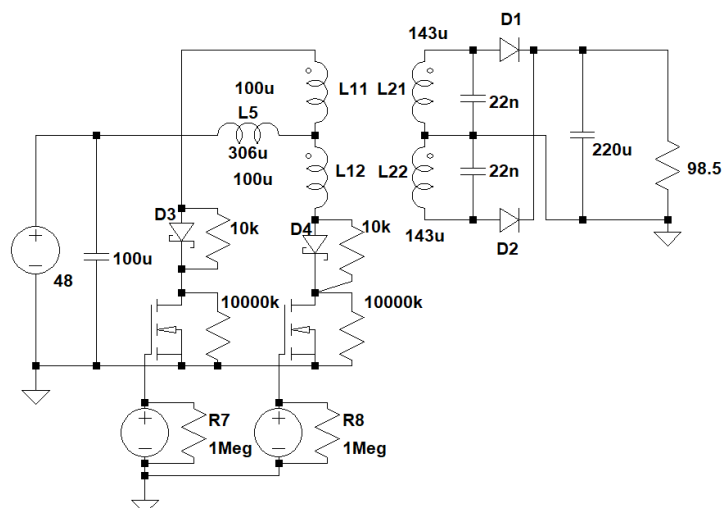 143u
D1
100u
L11
L21
22n
L5
306u
100u
L12
L22
22n
220u
98.5
D3
10k
D4
10k
143u
D2
48
100u
10000k
10000k
R7
1Meg
R8
1Meg